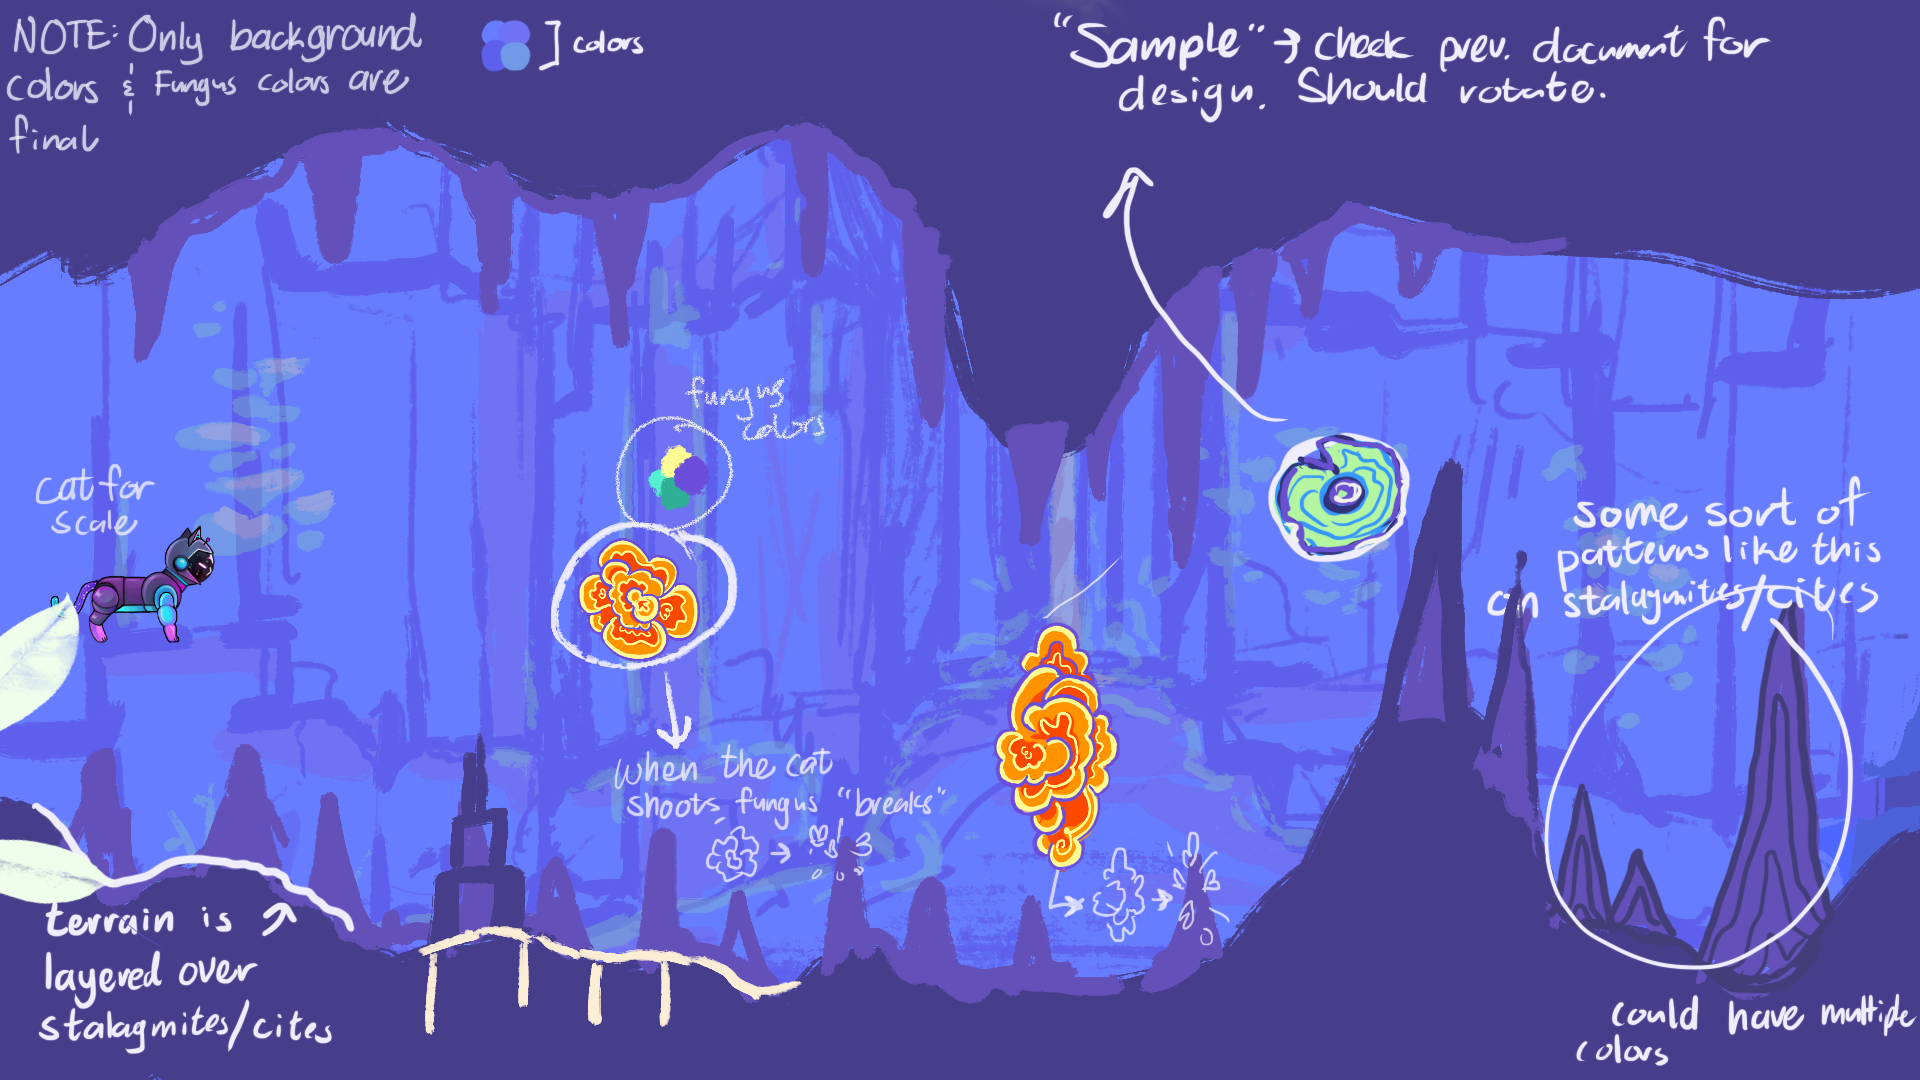 NOTE: Only background
colors & Fungus colors are
final
colors
"Sample" → Check prev. document for
design. Should rotate.
fungus
colors
cat for
scale
some sort of
patterns like this
on stalagmites/cites
when the cat
shoots fungus "breaks"
terrain is
layered over
stalagmites/cites
could have multiple
colors